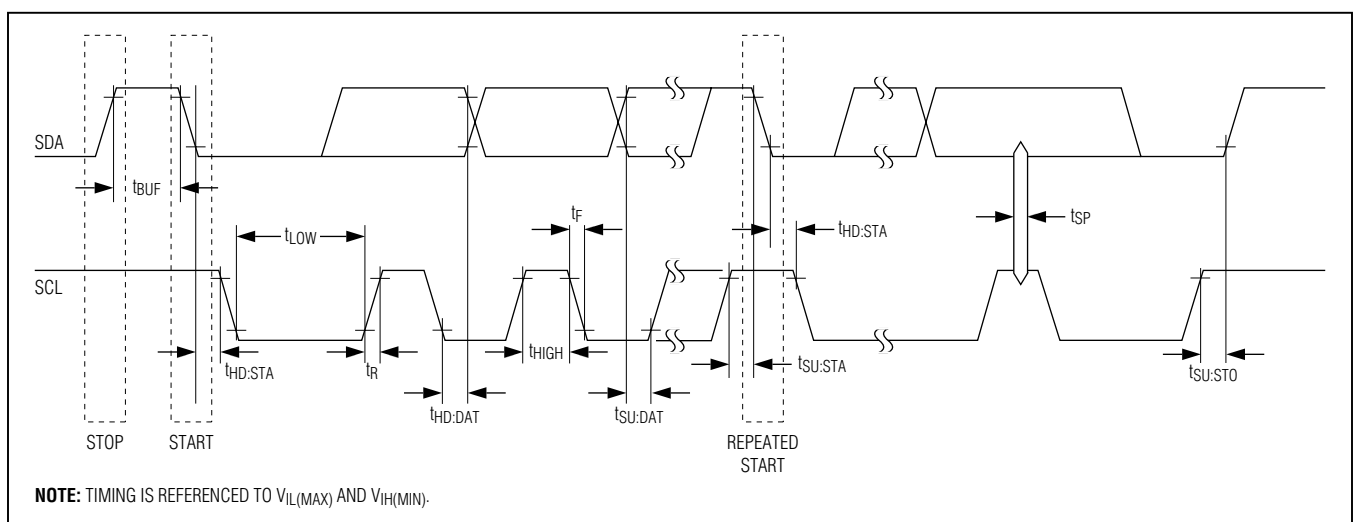 SDA
tBUF
tF
tSP
tLOW
tHD:STA
SCL
tHD:STA
tR
tHIGH
tSU:STA
tSU:STO
tHD:DAT
tSU:DAT
STOP
START
REPEATED
START
NOTE: TIMING IS REFERENCED TO VIL(MAX) AND VIH(MIN).